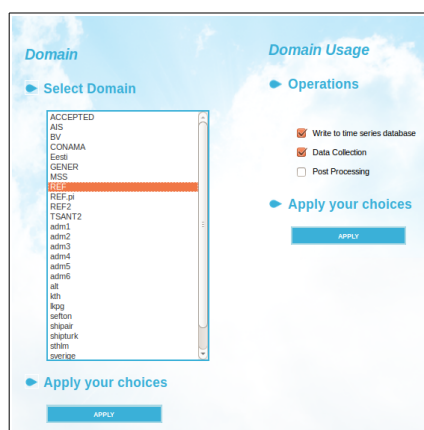 Domain
Select Domain
ACCEPTED
AIS
BV
CONAMA
Eesti
GENER
MSS
REF
REF.pi
REF2
TSANT2
adm1
adm2
adm3
adm4
adm5
adm6
alt
kth
lkpg
sefton
shipair
shipturk
sthlm
sverige
Apply your choices
APPLY
Domain Usage
Operations
Write to time series database
Data Collection
Post Processing
Apply your choices
APPLY